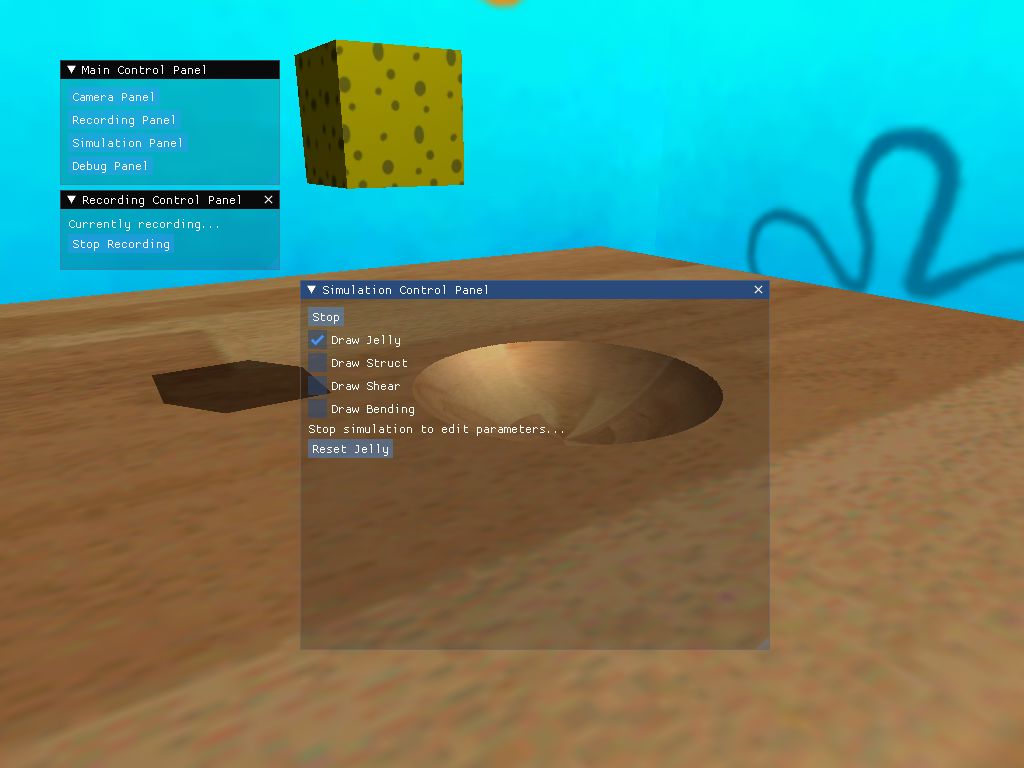 Main Control Panel
Camera Panel
Recording Panel
Simulation Panel
Debug Panel
Recording Control Panel
Currently recording...
Stop Recording
Simulation Control Panel
Stop
Draw Jelly
Draw Struct
Draw Shear
Draw Bending
Stop simulation to edit parameters...
Reset Jelly